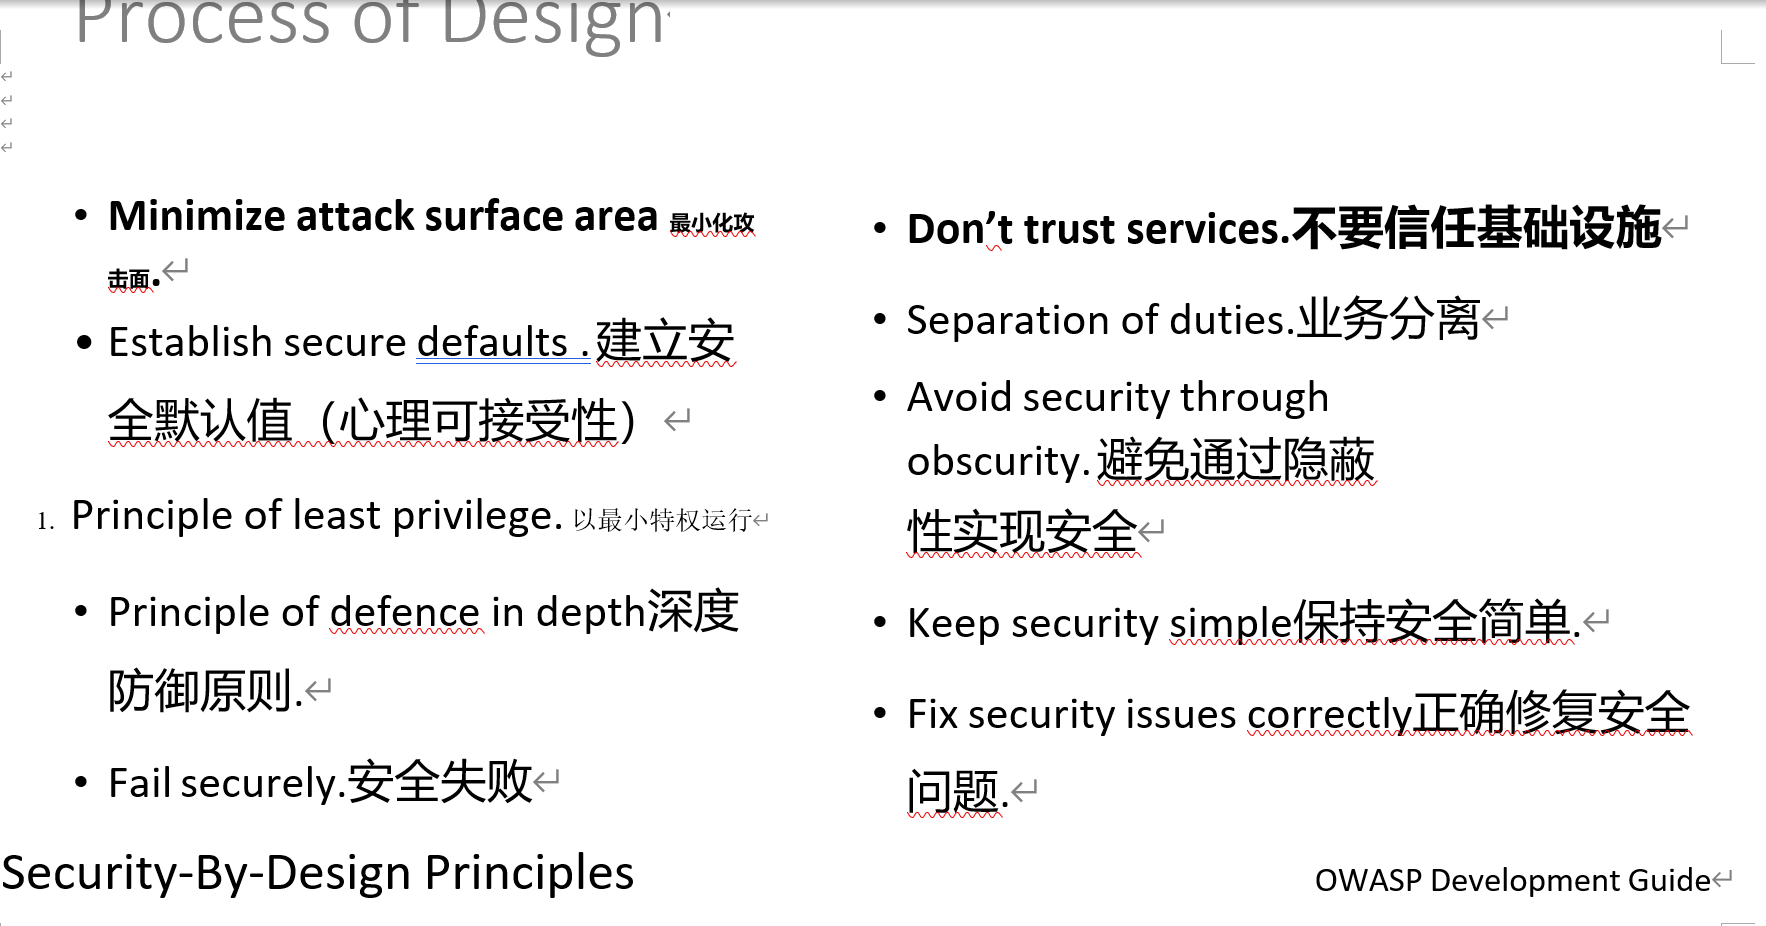 Process of Design
• Minimize attack surface area 最小化攻
击面.
• Establish secure defaults .建立安
全默认值（心理可接受性）
1. Principle of least privilege. 以最小特权运行
• Principle of defence in depth深度
防御原则.
• Fail securely.安全失败
• Don’t trust services.不要信任基础设施
• Separation of duties.业务分离
• Avoid security through
obscurity.避免通过隐蔽
性实现安全
• Keep security simple保持安全简单.
• Fix security issues correctly正确修复安全
问题.
Security-By-Design Principles
OWASP Development Guide